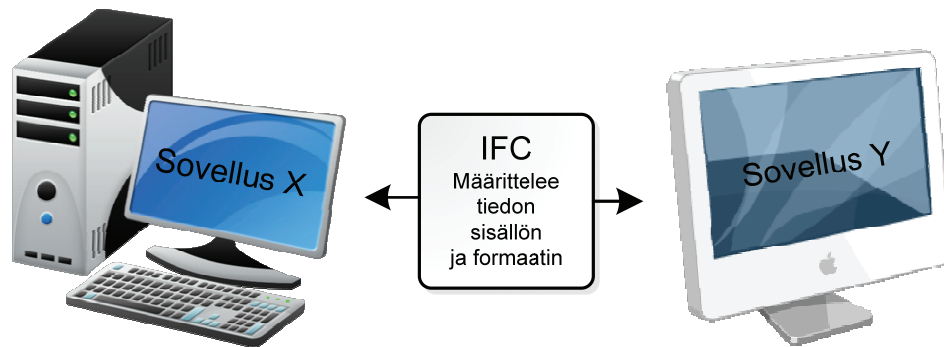 Sovellus X
IFC
Määrittelee
tiedon
sisällön
ja formaatin
Sovellus Y